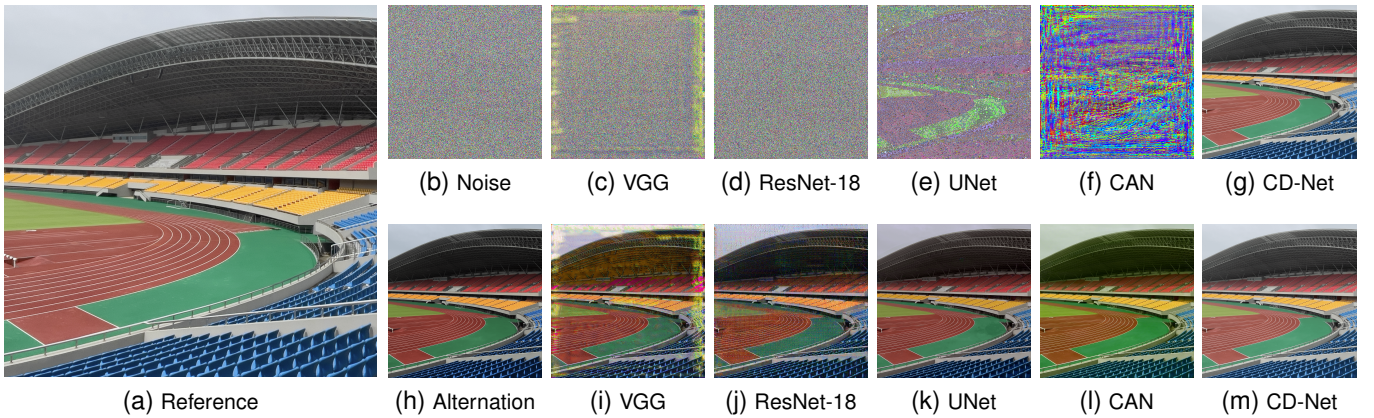 (b) Noise
(c) VGG
(d) ResNet-18
(e) UNet
(f) CAN
(g) CD-Net
(a) Reference
(h) Alternation
(i) VGG
(j) ResNet-18
(k) UNet
(l) CAN
(m) CD-Net